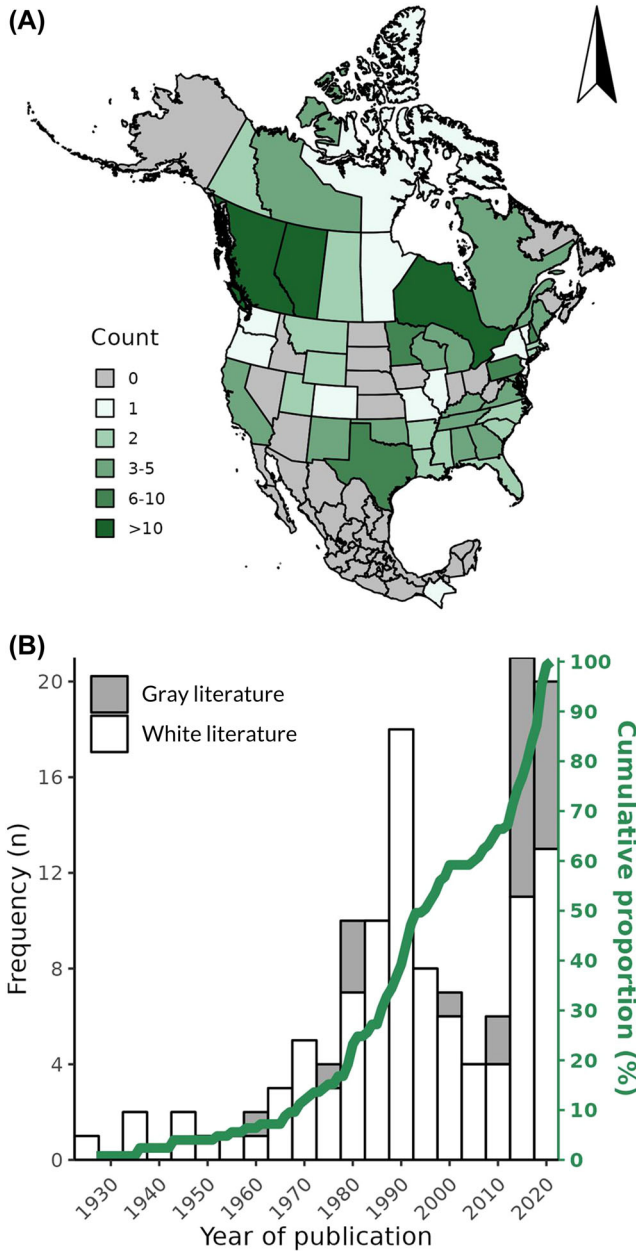 (A)
Count
0
1
2
3-5
6-10
>10
(B)
Gray literature
White literature
Frequency (n)
20
16
12
8
4
0
100
90
80
70
60
50
40
30
20
10
0
Cumulative proportion (%)
1930 1940 1950 1960 1970 1980 1990 2000 2010 2020
Year of publication